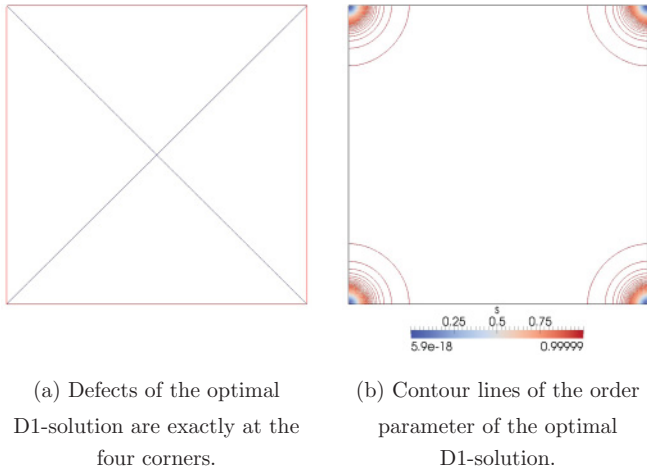 s
0.25 0.5 0.75
5.9e-18 0.99999
(a) Defects of the optimal
D1-solution are exactly at the
four corners.
(b) Contour lines of the order
parameter of the optimal
D1-solution.